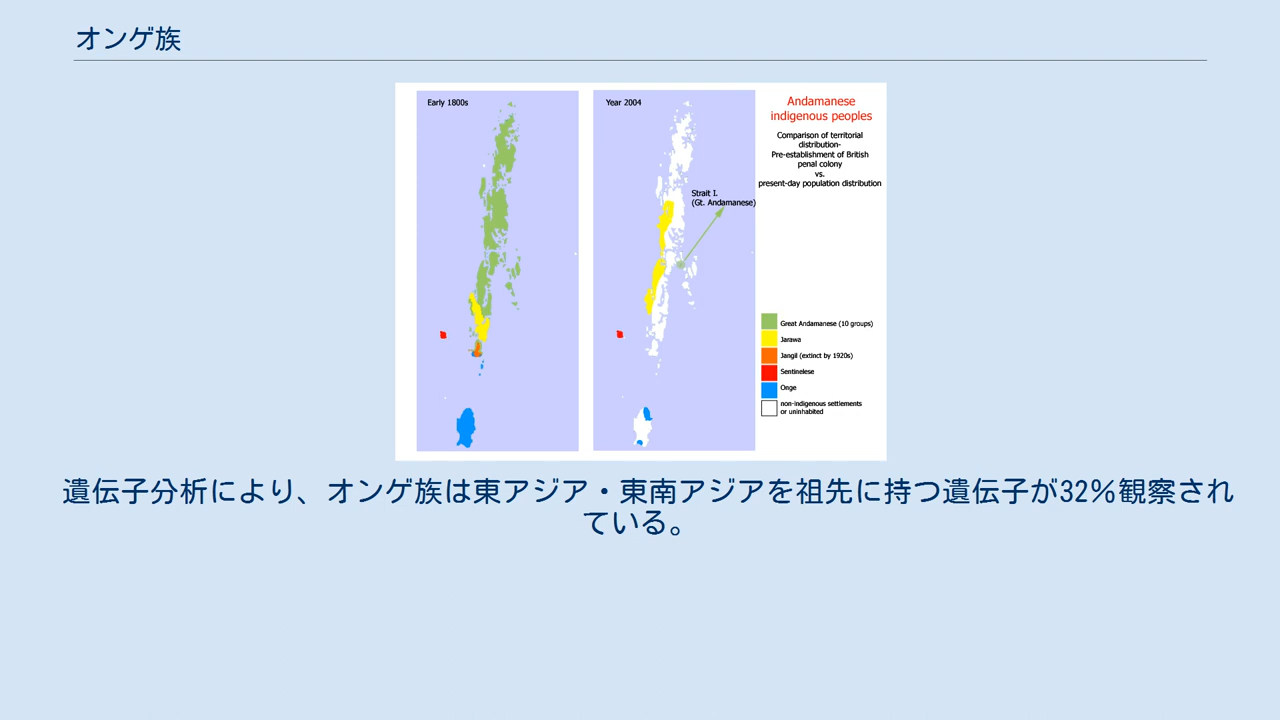 オンゲ族
Early 1800s
Year 2004
Strait I.
(Gt. Andamanese)
Andamanese
indigenous peoples
Comparison of territorial
distribution-
Pre-establishment of British
penal colony
vs.
present-day population distribution
Great Andamanese (10 groups)
Jarawa
Jangil (extinct by 1920s)
Sentinelese
Onge
non-indigenous settlements
or uninhabited
遺伝子分析により、オンゲ族は東アジア・東南アジアを祖先に持つ遺伝子が32%観察され
ている。